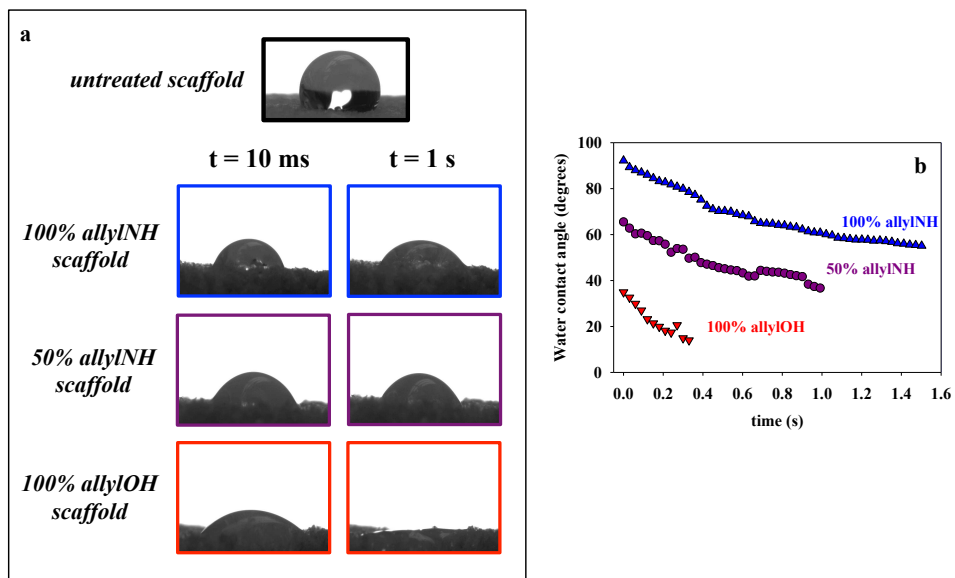 a
untreated scaffold
t = 10 ms
t = 1 s
100% allylNH
scaffold
50% allylNH
scaffold
100% allylOH
scaffold
b
Water contact angle (degrees)
100
80
60
40
20
0
100% allylNH
50% allylNH
100% allylOH
0.0 0.2 0.4 0.6 0.8 1.0 1.2 1.4 1.6
time (s)